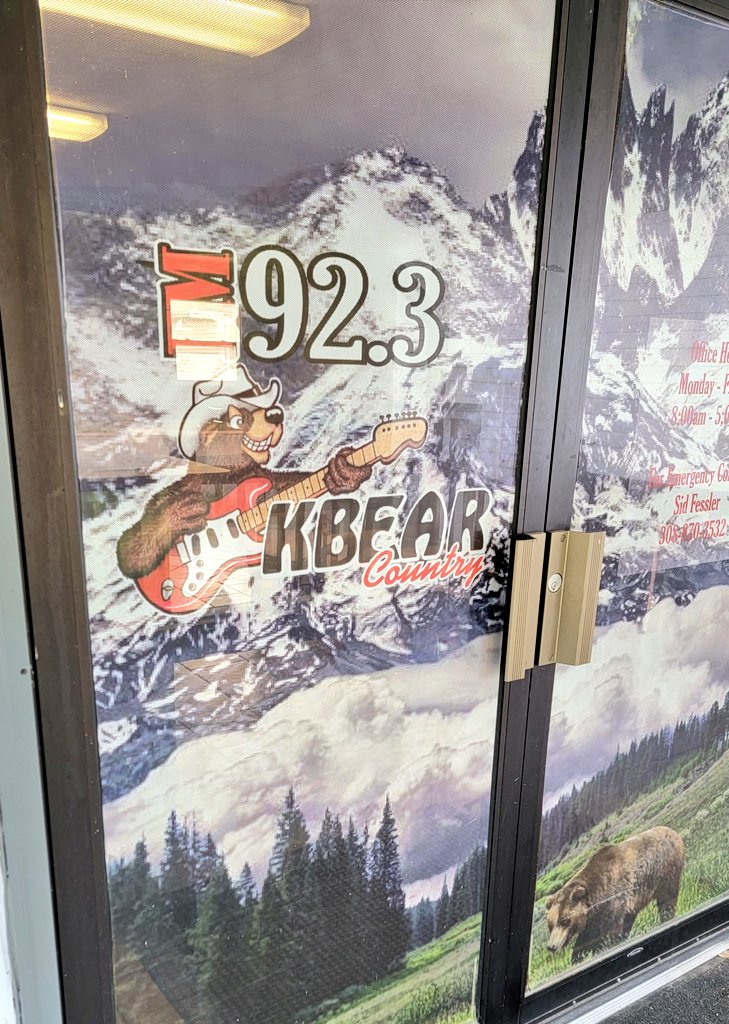 FM 92.3
KBEAR
Country
Office
Monday -
8:00am -
For Emergency
Sid Fessler